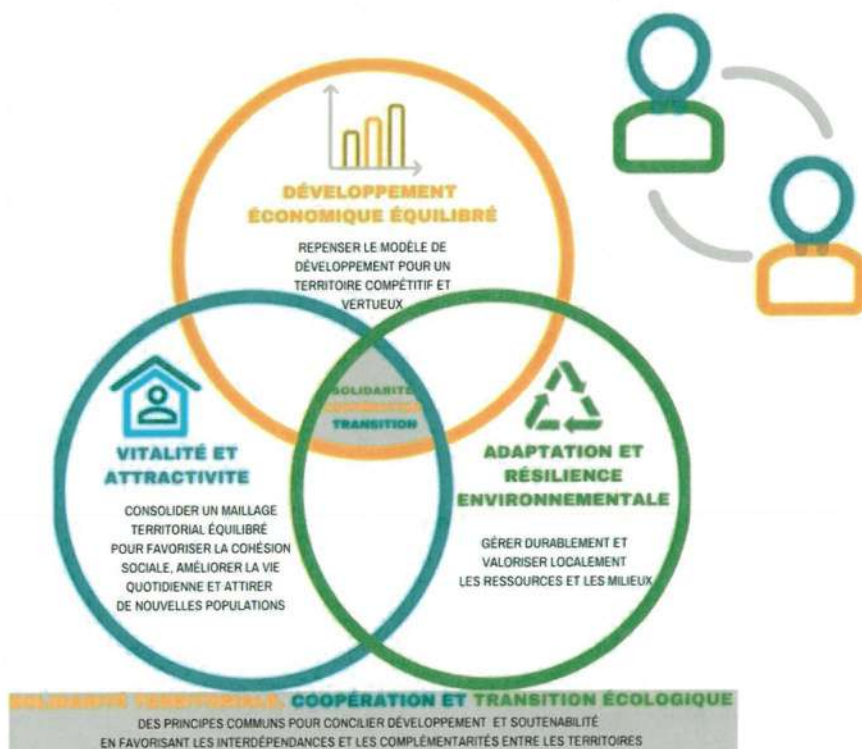 DÉVELOPPEMENT
ÉCONOMIQUE ÉQUILIBRÉ
REPENSER LE MODÈLE DE
DÉVELOPPEMENT POUR UN
TERRITOIRE COMPÉTITIF ET
VERTUEUX
SOLIDARITÉ
COOPÉRATION
TRANSITION
VITALITÉ ET
ATTRACTIVITE
CONSOLIDER UN MAILLAGE
TERRITORIAL ÉQUILIBRÉ
POUR FAVORISER LA COHÉSION
SOCIALE, AMÉLIORER LA VIE
QUOTIDIENNE ET ATTIRER
DE NOUVELLES POPULATIONS
ADAPTATION ET
RÉSILIENCE
ENVIRONNEMENTALE
GÉRER DURABLEMENT ET
VALORISER LOCALEMENT
LES RESSOURCES ET LES MILIEUX
SOLIDARITÉ TERRITORIALE, COOPÉRATION ET TRANSITION ÉCOLOGIQUE
DES PRINCIPES COMMUNS POUR CONCILIER DÉVELOPPEMENT ET SOUTENABILITÉ
EN FAVORISANT LES INTERDÉPENDANCES ET LES COMPLÉMENTARITÉS ENTRE LES TERRITOIRES